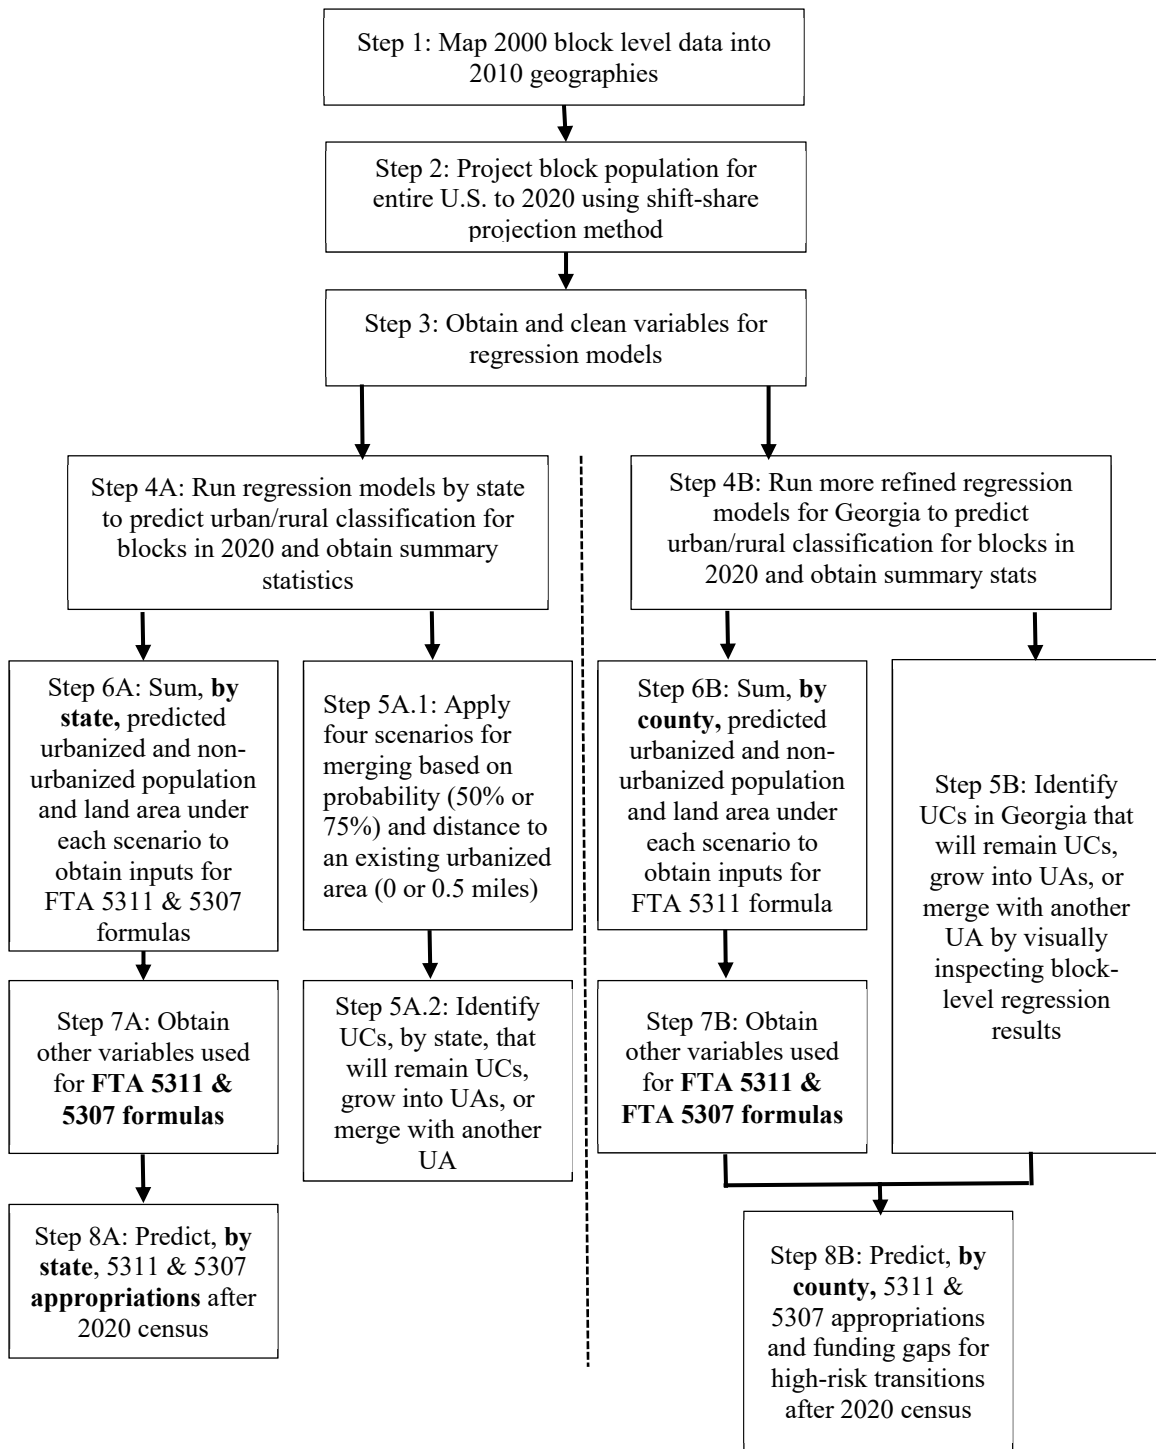 Step 1: Map 2000 block level data into
2010 geographies
Step 2: Project block population for
entire U.S. to 2020 using shift-share
projection method
Step 3: Obtain and clean variables for
regression models
Step 4A: Run regression models by state
to predict urban/rural classification for
blocks in 2020 and obtain summary
statistics
Step 4B: Run more refined regression
models for Georgia to predict
urban/rural classification for blocks in
2020 and obtain summary stats
Step 6A: Sum, by
state, predicted
urbanized and non-
urbanized population
and land area under
each scenario to
obtain inputs for
FTA 5311 & 5307
formulas
Step 5A.1: Apply
four scenarios for
merging based on
probability (50% or
75%) and distance to
an existing urbanized
area (0 or 0.5 miles)
Step 6B: Sum, by
county, predicted
urbanized and non-
urbanized population
and land area under
each scenario to
obtain inputs for
FTA 5311 formula
Step 5B: Identify
UCs in Georgia that
will remain UCs,
grow into UAs, or
merge with another
UA by visually
inspecting block-
level regression
results
Step 7A: Obtain
other variables used
for FTA 5311 &
5307 formulas
Step 5A.2: Identify
UCs, by state, that
will remain UCs,
grow into UAs, or
merge with another
UA
Step 7B: Obtain
other variables used
for FTA 5311 &
FTA 5307 formulas
Step 8A: Predict, by
state, 5311 & 5307
appropriations after
2020 census
Step 8B: Predict, by
county, 5311 &
5307 appropriations
and funding gaps for
high-risk transitions
after 2020 census